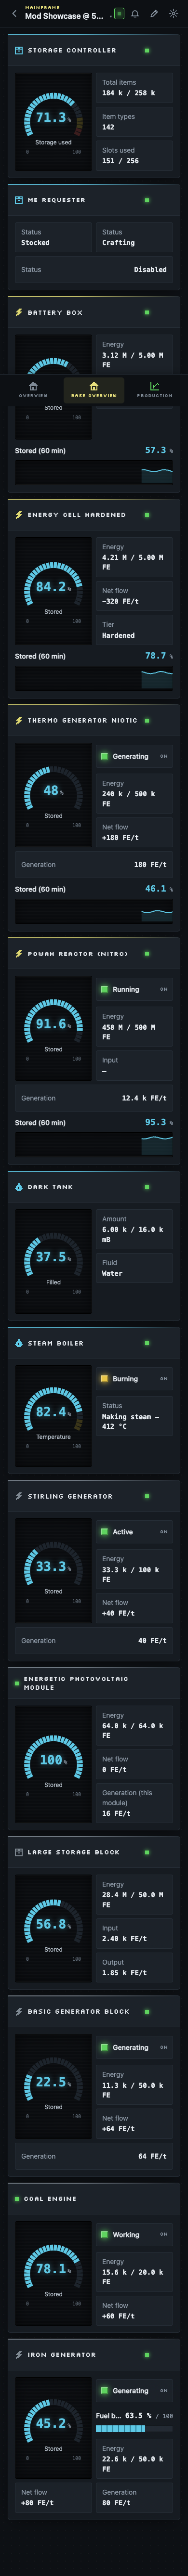 MAINFRAME
Mod Showcase @ 5...
STORAGE CONTROLLER
71.3 %
Storage used
0 100
Total items
184 k / 258 k
Item types
142
Slots used
151 / 256
ME REQUESTER
Status
Stocked
Status
Crafting
Status Disabled
BATTERY BOX
Energy
3.12 M / 5.00 M
FE
OVERVIEW
BASE OVERVIEW
PRODUCTION
Stored
0 100
Stored (60 min) 57.3 %
ENERGY CELL HARDENED
84.2 %
Stored
0 100
Energy
4.21 M / 5.00 M
FE
Net flow
−320 FE/t
Tier
Hardened
Stored (60 min) 78.7 %
THERMO GENERATOR NIOTIC
48 %
Stored
0 100
Generating ON
Energy
240 k / 500 k
FE
Net flow
+180 FE/t
Generation 180 FE/t
Stored (60 min) 46.1 %
POWAH REACTOR (NITRO)
91.6 %
Stored
0 100
Running ON
Energy
458 M / 500 M
FE
Input
—
Generation 12.4 k FE/t
Stored (60 min) 95.3 %
DARK TANK
37.5 %
Filled
0 100
Amount
6.00 k / 16.0 k
mB
Fluid
Water
STEAM BOILER
82.4 %
Temperature
0 100
Burning ON
Status
Making steam —
412 °C
STIRLING GENERATOR
33.3 %
Stored
0 100
Active ON
Energy
33.3 k / 100 k
FE
Net flow
+40 FE/t
Generation 40 FE/t
ENERGETIC PHOTOVOLTAIC
MODULE
100 %
Stored
0 100
Energy
64.0 k / 64.0 k
FE
Net flow
0 FE/t
Generation (this
module)
16 FE/t
LARGE STORAGE BLOCK
56.8 %
Stored
0 100
Energy
28.4 M / 50.0 M
FE
Input
2.40 k FE/t
Output
1.85 k FE/t
BASIC GENERATOR BLOCK
22.5 %
Stored
0 100
Generating ON
Energy
11.3 k / 50.0 k
FE
Net flow
+64 FE/t
Generation 64 FE/t
COAL ENGINE
78.1 %
Stored
0 100
Working ON
Energy
15.6 k / 20.0 k
FE
Net flow
+60 FE/t
IRON GENERATOR
45.2 %
Stored
0 100
Generating ON
Fuel b... 63.5 % / 100
Energy
22.6 k / 50.0 k
FE
Net flow
+80 FE/t
Generation
80 FE/t